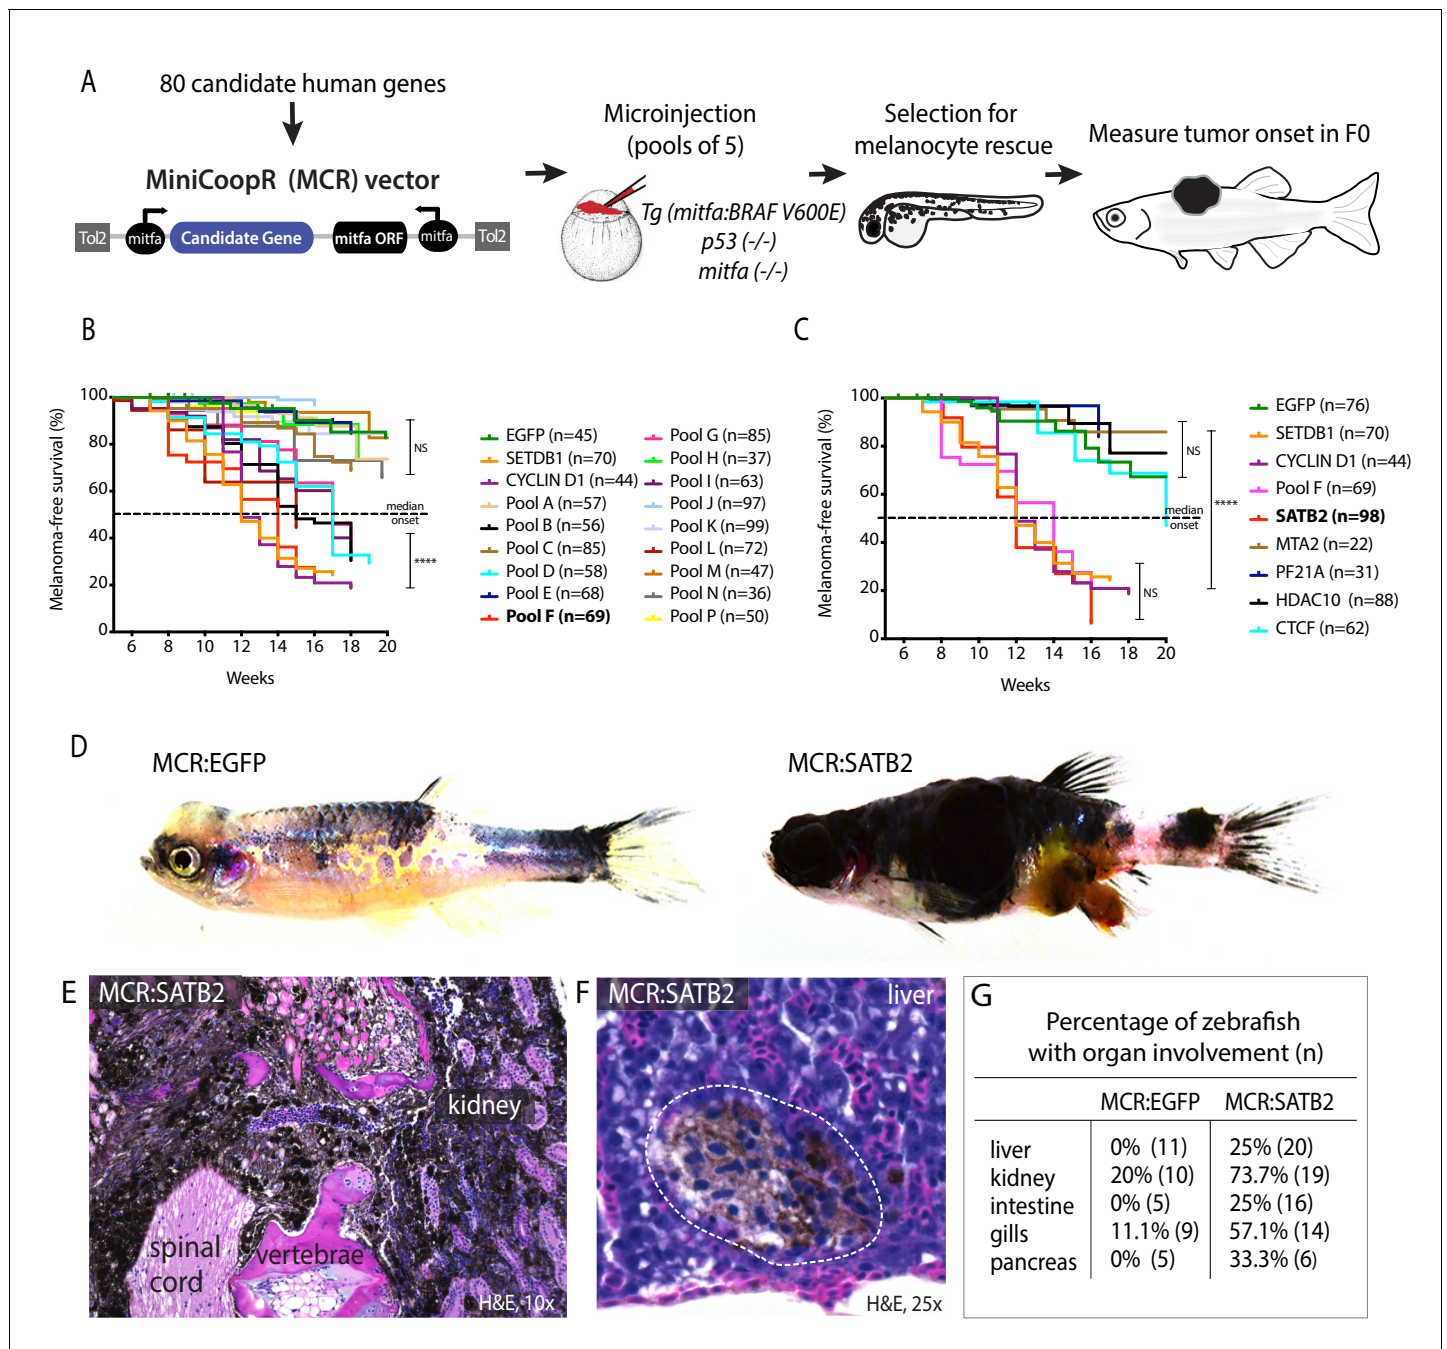 A
80 candidate human genes
MiniCoopR (MCR) vector
Tol2
mitfa
Candidate Gene
mitfa ORF
mitfa
Tol2
Microinjection
(pools of 5)
Tg (mitfa:BRAF V600E)
p53 (-/-)
mitfa (-/-)
Selection for
melanocyte rescue
Measure tumor onset in F0
B
Melanoma-free survival (%)
100
80
60
40
20
0
6 8 10 12 14 16 18 20
Weeks
NS
median
onset
****
EGFP (n=45)
SETDB1 (n=70)
CYCLIN D1 (n=44)
Pool A (n=57)
Pool B (n=56)
Pool C (n=85)
Pool D (n=58)
Pool E (n=68)
Pool F (n=69)
Pool G (n=85)
Pool H (n=37)
Pool I (n=63)
Pool J (n=97)
Pool K (n=99)
Pool L (n=72)
Pool M (n=47)
Pool N (n=36)
Pool P (n=50)
C
Melanoma-free survival (%)
100
80
60
40
20
0
6 8 10 12 14 16 18 20
Weeks
NS
****
median
onset
NS
EGFP (n=76)
SETDB1 (n=70)
CYCLIN D1 (n=44)
Pool F (n=69)
SATB2 (n=98)
MTA2 (n=22)
PF21A (n=31)
HDAC10 (n=88)
CTCF (n=62)
D
MCR:EGFP
MCR:SATB2
E
MCR:SATB2
kidney
spinal
cord
vertebrae
H&E, 10x
F
MCR:SATB2
liver
H&E, 25x
G
Percentage of zebrafish
with organ involvement (n)
MCR:EGFP MCR:SATB2
liver 0% (11) 25% (20)
kidney 20% (10) 73.7% (19)
intestine 0% (5) 25% (16)
gills 11.1% (9) 57.1% (14)
pancreas 0% (5) 33.3% (6)